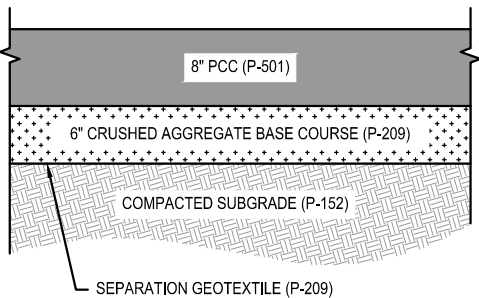 8" PCC (P-501)
6" CRUSHED AGGREGATE BASE COURSE (P-209)
COMPACTED SUBGRADE (P-152)
SEPARATION GEOTEXTILE (P-209)